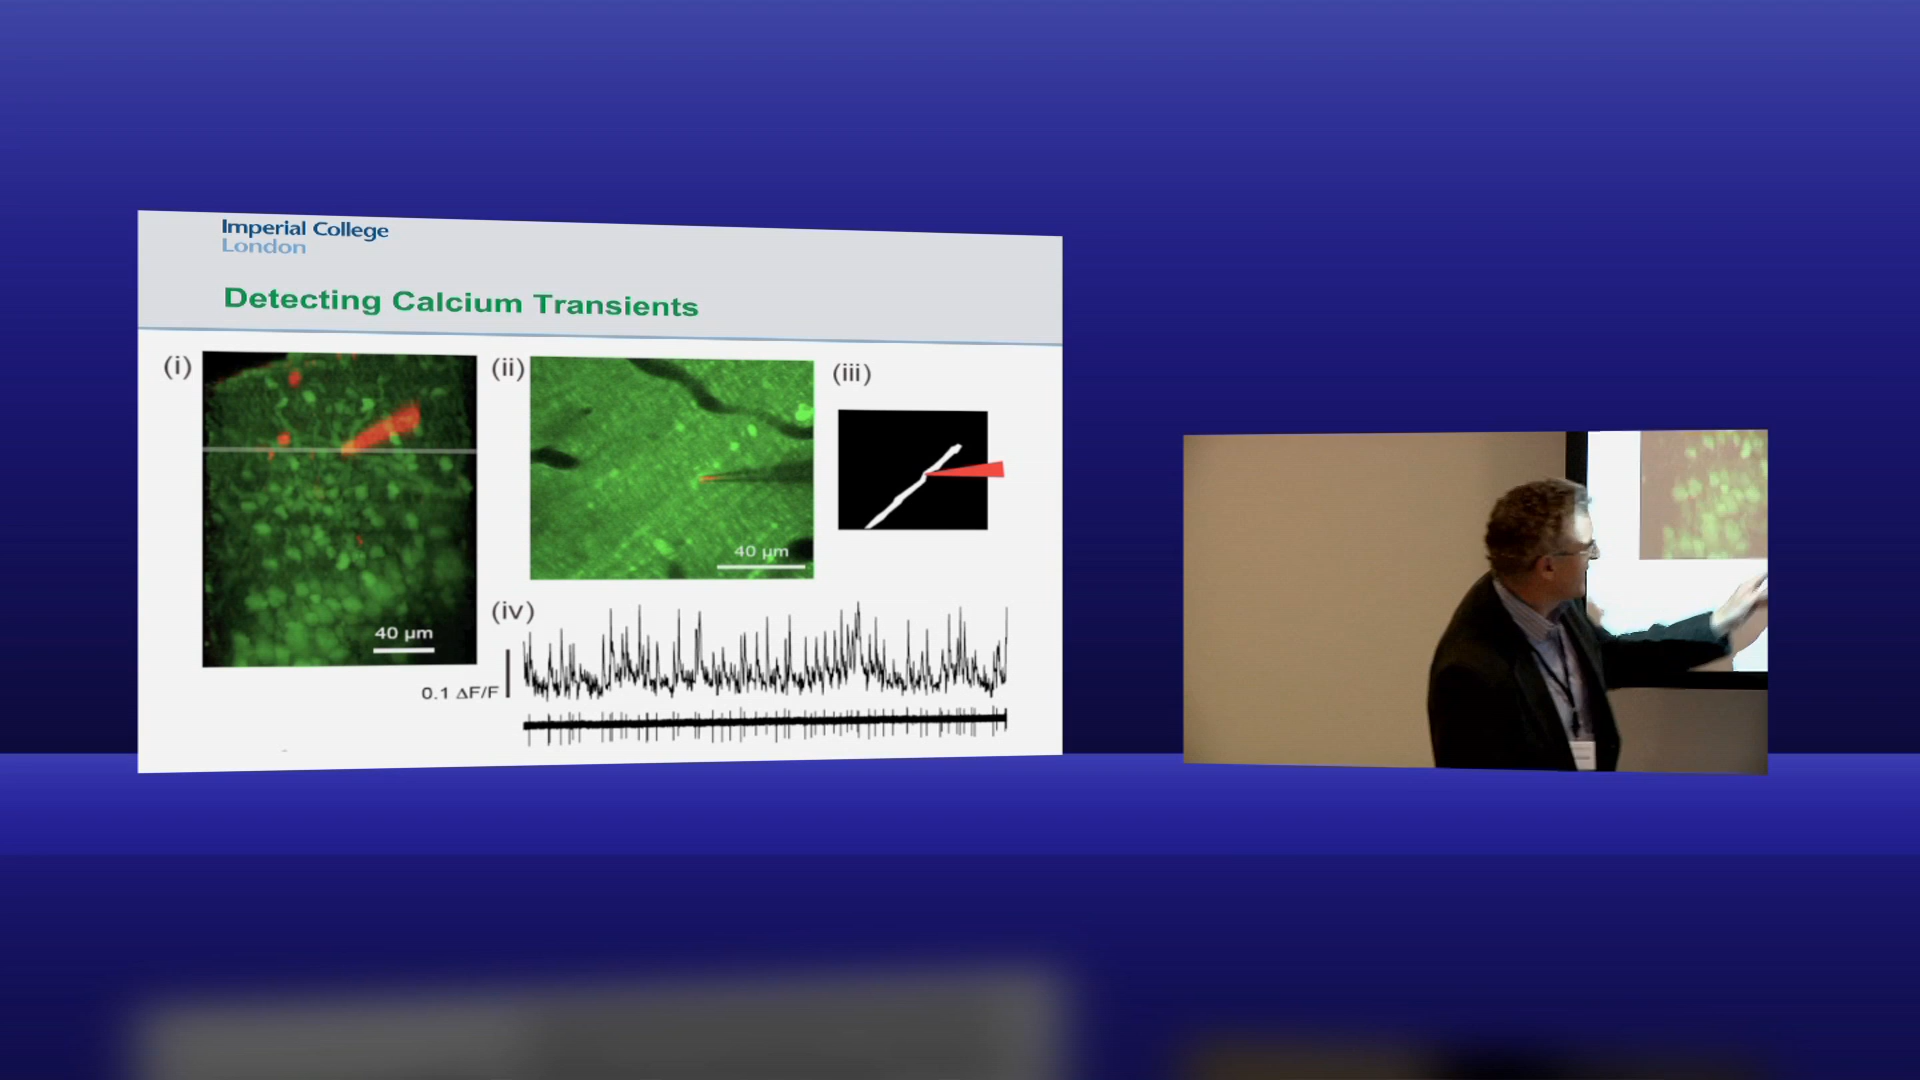 Imperial College
London
Detecting Calcium Transients
(i)
(ii)
(iii)
40 µm
40 µm
(iv)
0.1 ΔF/F